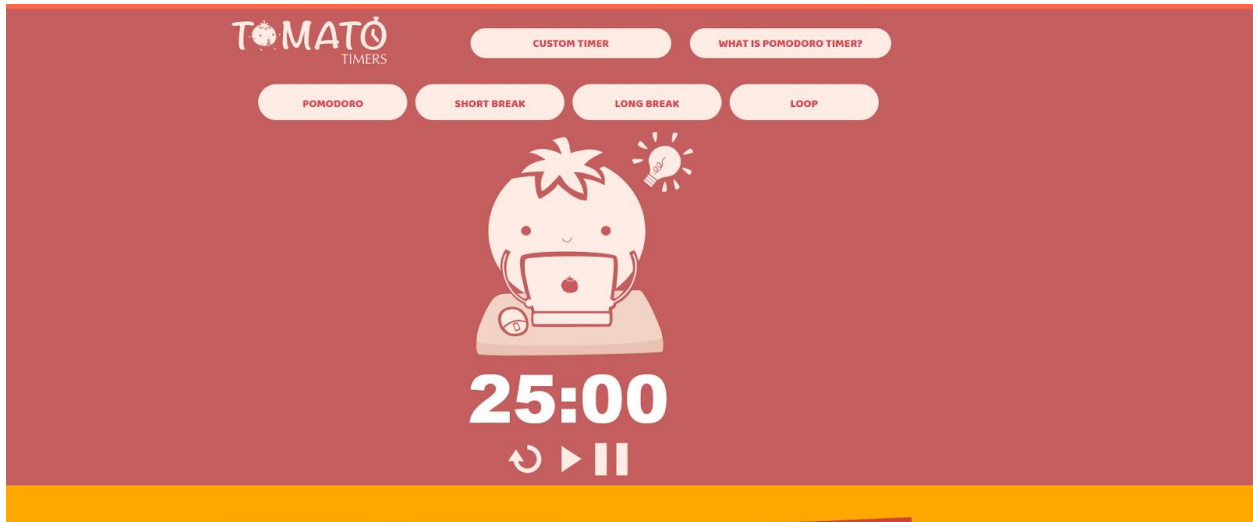 TOMATO
TIMERS
CUSTOM TIMER
WHAT IS POMODORO TIMER?
POMODORO
SHORT BREAK
LONG BREAK
LOOP
25:00